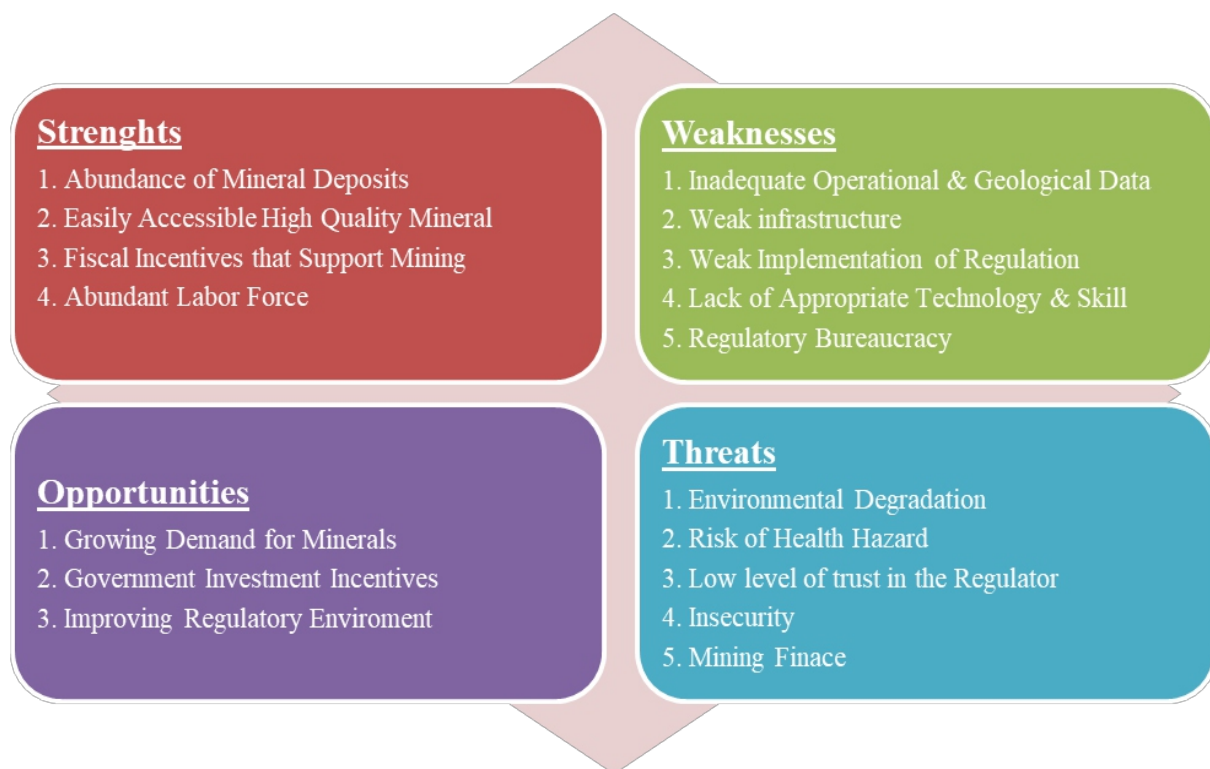 Strenghts
1. Abundance of Mineral Deposits
2. Easily Accessible High Quality Mineral
3. Fiscal Incentives that Support Mining
4. Abundant Labor Force
Weaknesses
1. Inadequate Operational & Geological Data
2. Weak infrastructure
3. Weak Implementation of Regulation
4. Lack of Appropriate Technology & Skill
5. Regulatory Bureaucracy
Opportunities
1. Growing Demand for Minerals
2. Government Investment Incentives
3. Improving Regulatory Enviroment
Threats
1. Environmental Degradation
2. Risk of Health Hazard
3. Low level of trust in the Regulator
4. Insecurity
5. Mining Finace